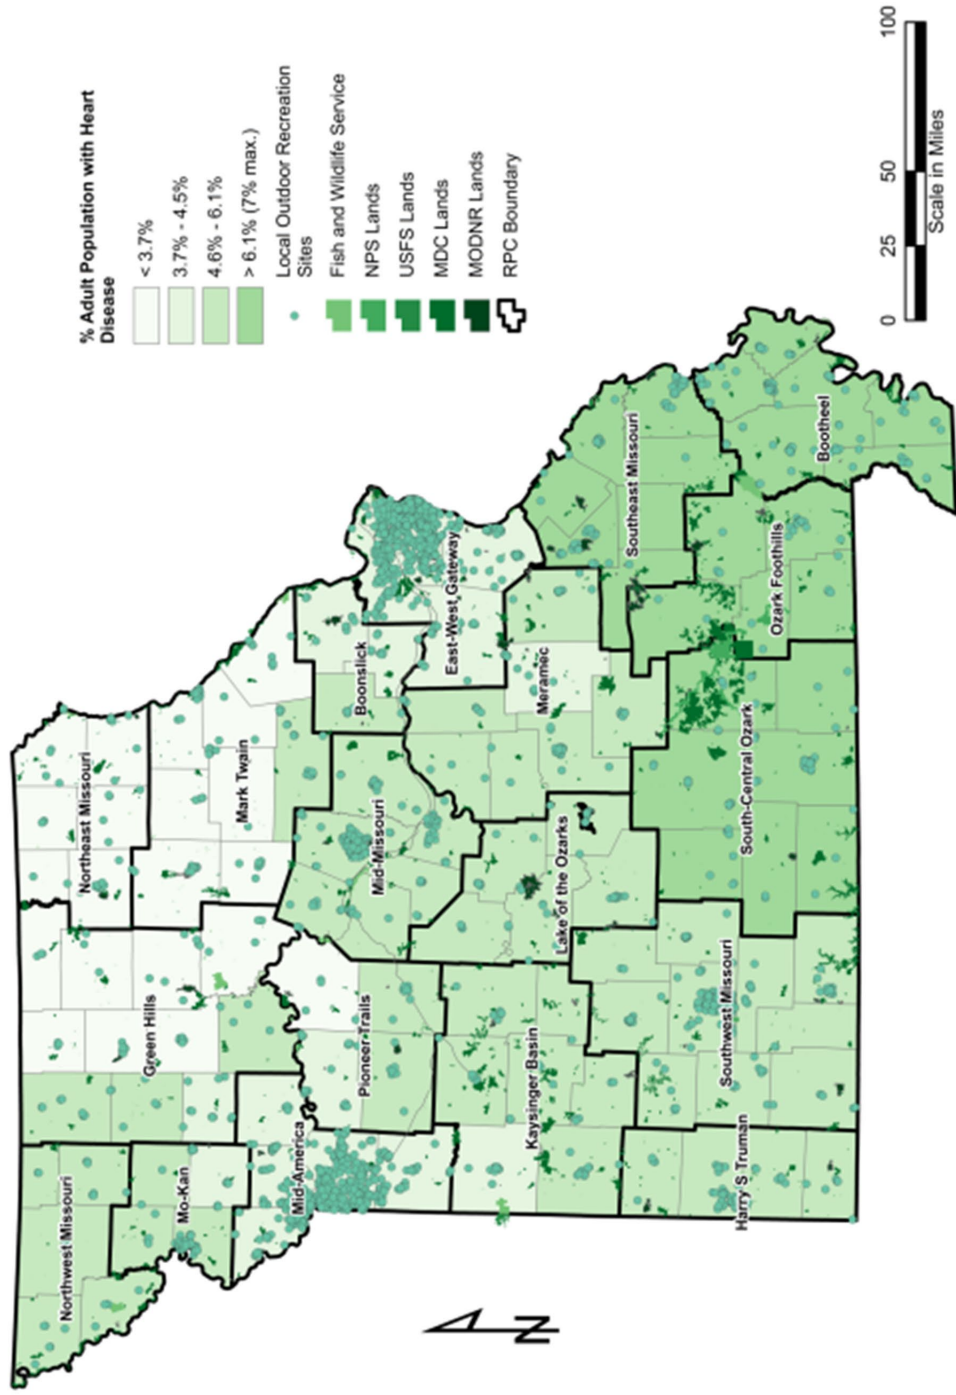 % Adult Population with Heart
Disease
< 3.7%
3.7% - 4.5%
4.6% - 6.1%
> 6.1% (7% max.)
Local Outdoor Recreation
Sites
Fish and Wildlife Service
NPS Lands
USFS Lands
MDC Lands
MODNR Lands
RPC Boundary
0 25 50 100
Scale in Miles
N
Northwest Missouri
Mo-Kan
Mid-America
Green Hills
Northeast Missouri
Mark Twain
Pioneer Trails
Mid-Missouri
Boonslick
East-West Gateway
Kaysinger Basin
Lake of the Ozarks
Meramec
Southeast Missouri
Harry S Truman
Southwest Missouri
South-Central Ozark
Ozark Foothills
Bootheel